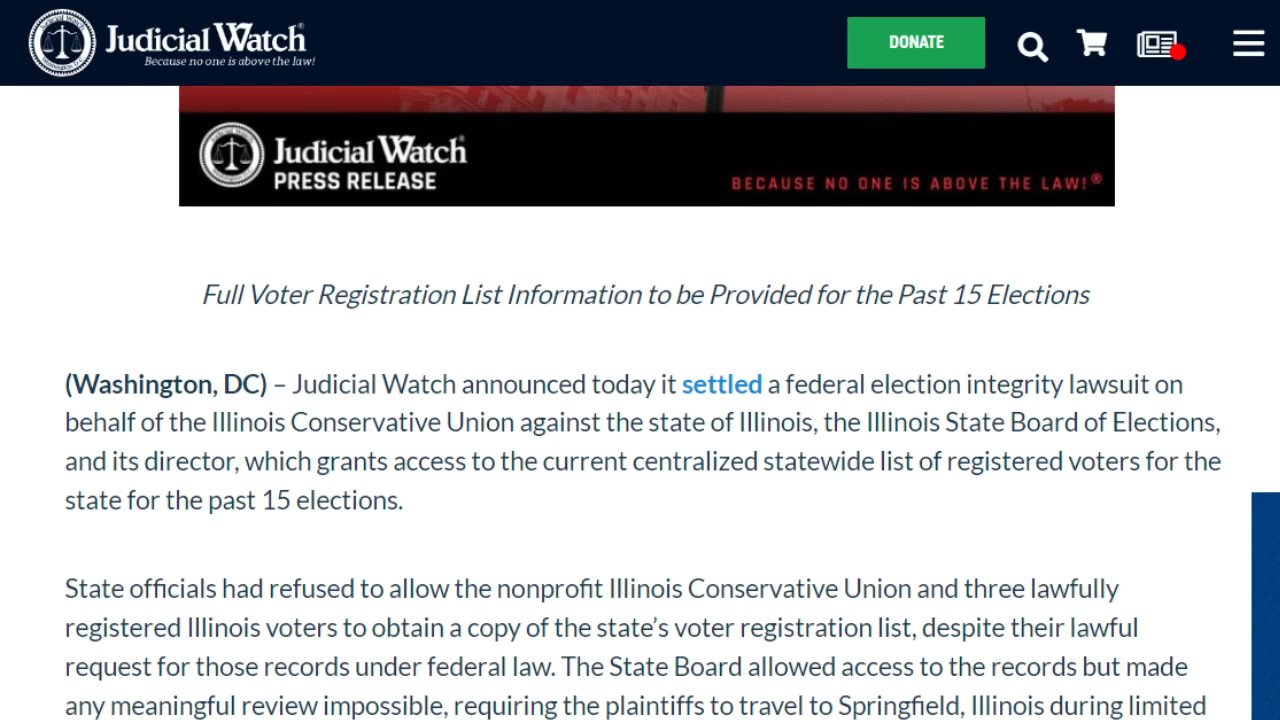 Judicial Watch®
Because no one is above the law!
DONATE
Judicial Watch®
PRESS RELEASE
BECAUSE NO ONE IS ABOVE THE LAW!®
Full Voter Registration List Information to be Provided for the Past 15 Elections
(Washington, DC) – Judicial Watch announced today it settled a federal election integrity lawsuit on
behalf of the Illinois Conservative Union against the state of Illinois, the Illinois State Board of Elections,
and its director, which grants access to the current centralized statewide list of registered voters for the
state for the past 15 elections.
State officials had refused to allow the nonprofit Illinois Conservative Union and three lawfully
registered Illinois voters to obtain a copy of the state’s voter registration list, despite their lawful
request for those records under federal law. The State Board allowed access to the records but made
any meaningful review impossible, requiring the plaintiffs to travel to Springfield, Illinois during limited